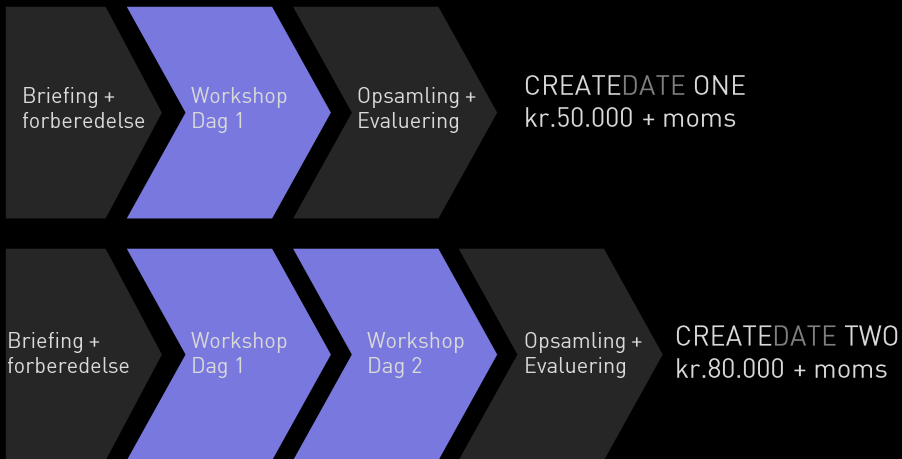 Briefing +
forberedelse
Workshop
Dag 1
Opsamling +
Evaluering
CREATEDATE ONE
kr.50.000 + moms
Briefing +
forberedelse
Workshop
Dag 1
Workshop
Dag 2
Opsamling +
Evaluering
CREATEDATE TWO
kr.80.000 + moms